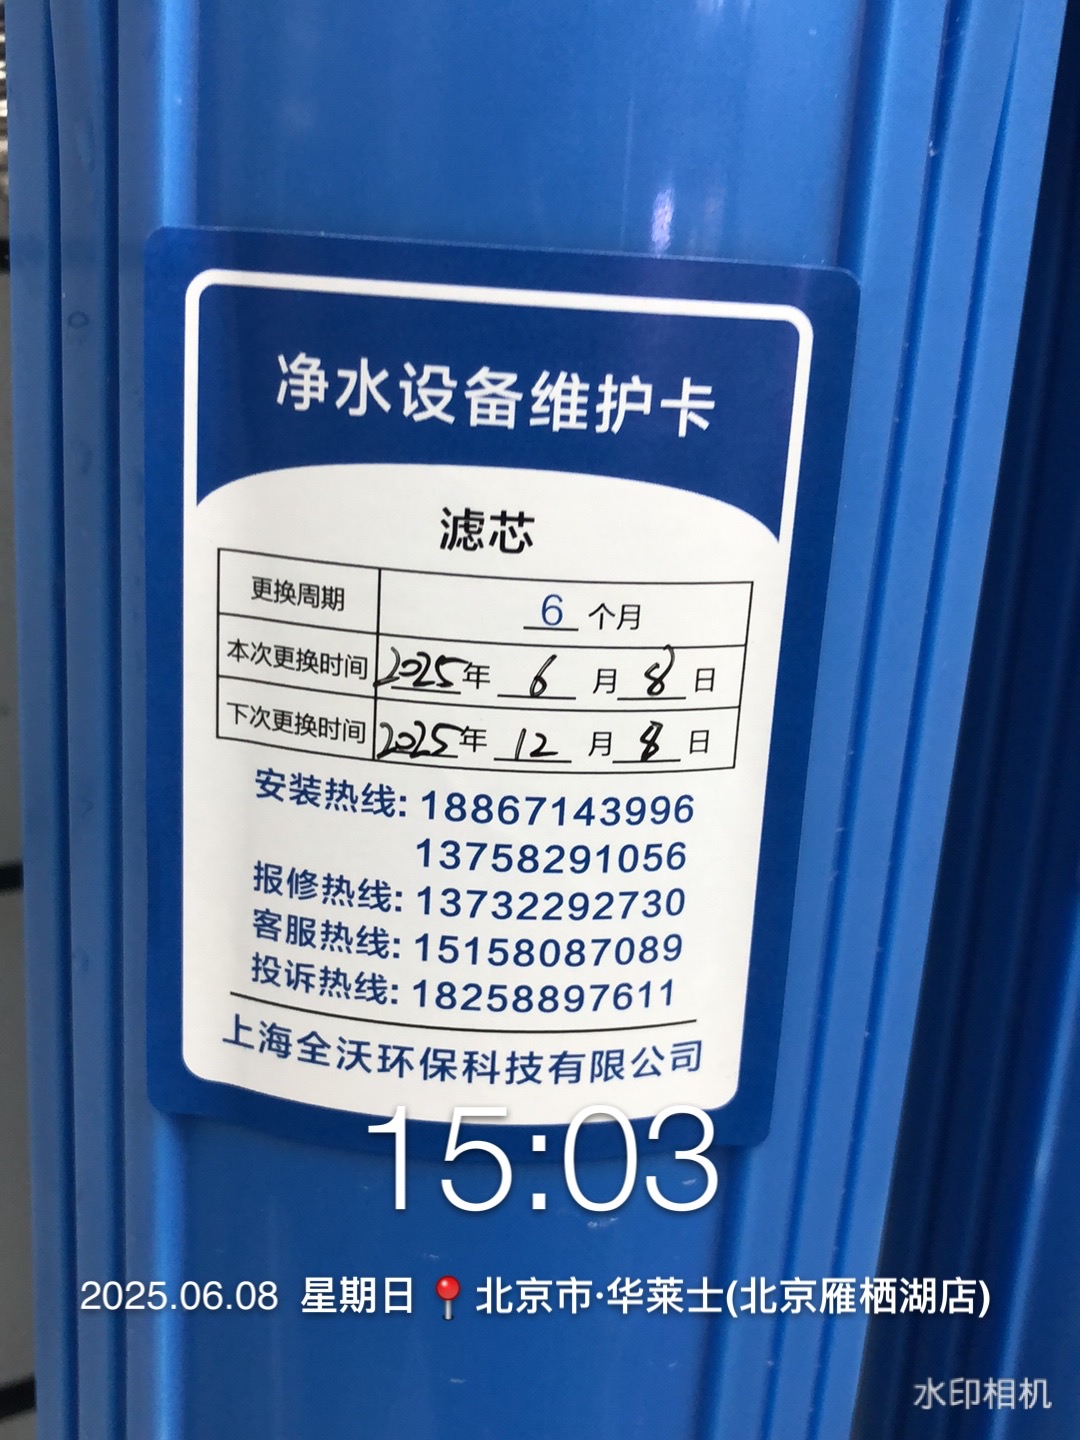 净水设备维护卡
滤芯
更换周期 6 个月
本次更换时间 2025年 6 月 8 日
下次更换时间 2025年 12 月 8 日
安装热线: 18867143996
13758291056
报修热线: 13732292730
客服热线: 15158087089
投诉热线: 18258897611
上海全沃环保科技有限公司
15:03
2025.06.08 星期日 北京市·华莱士(北京雁栖湖店)
水印相机